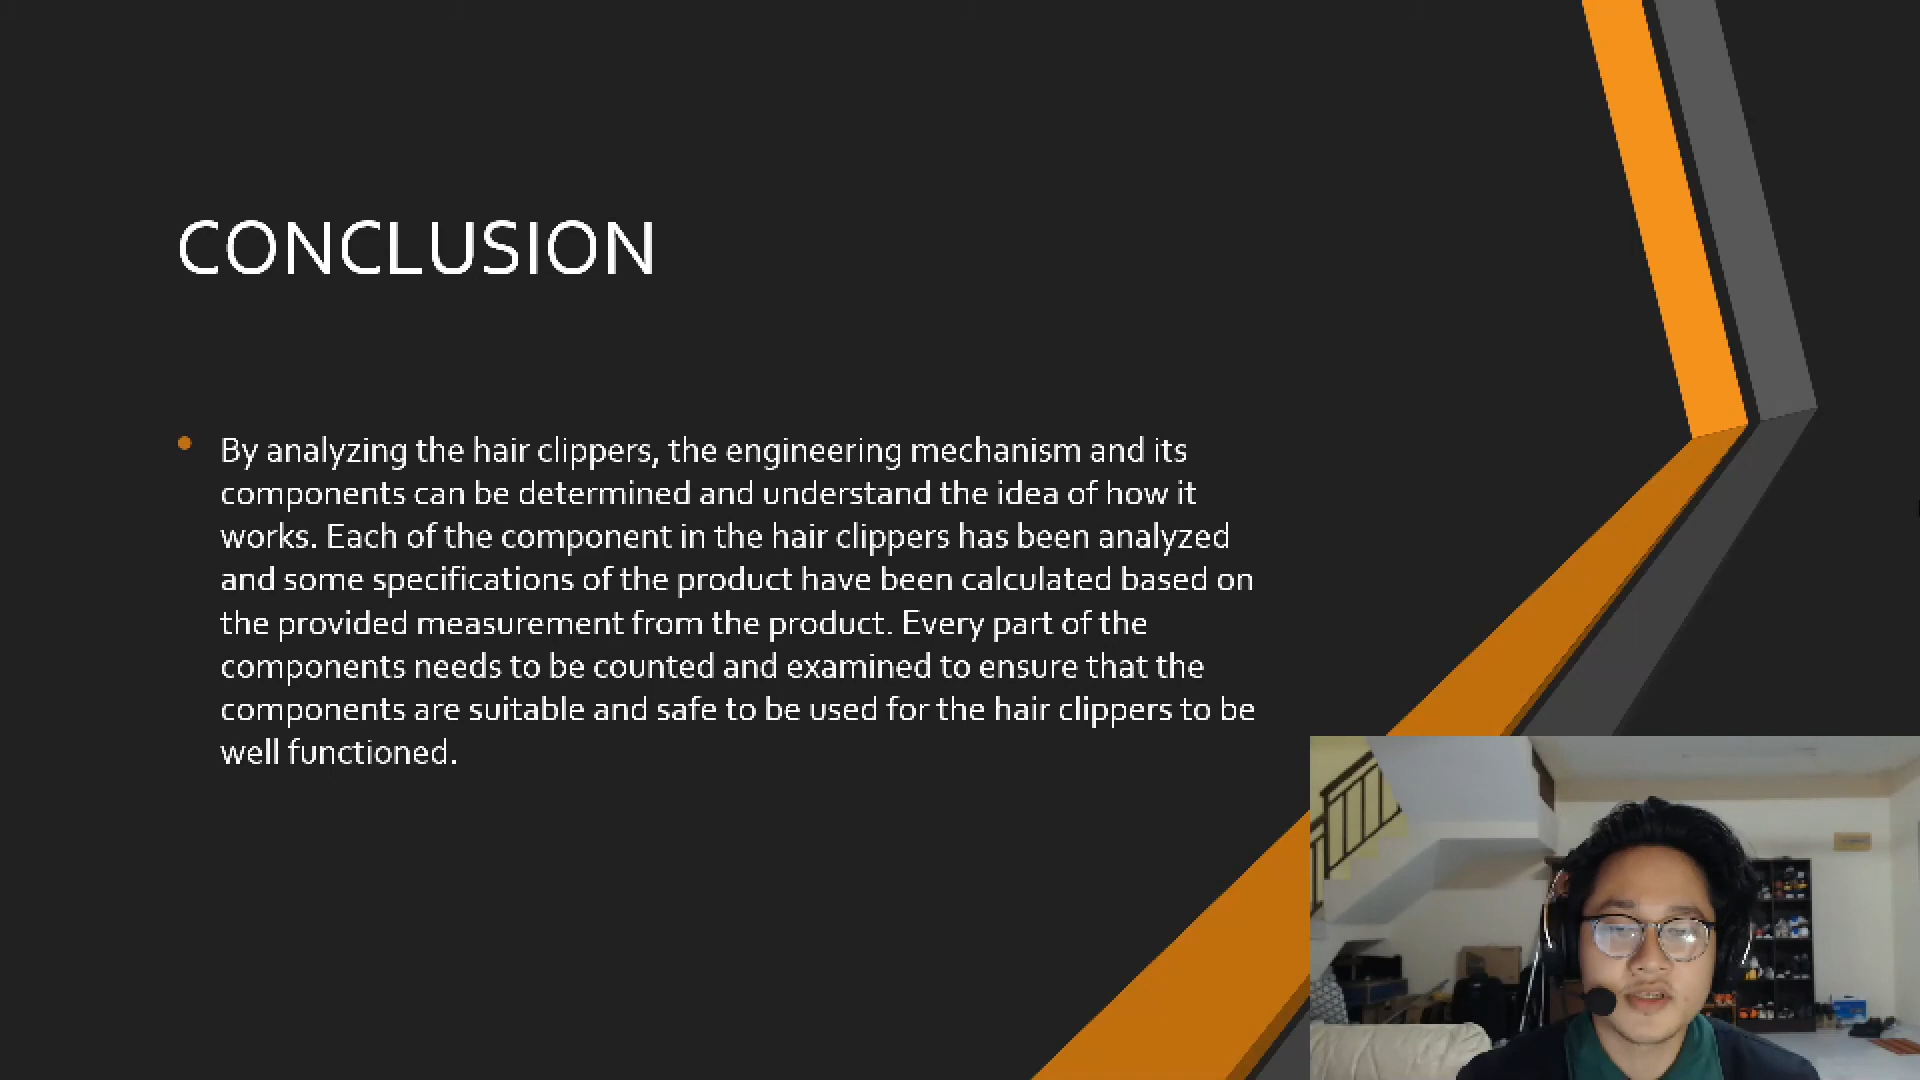 CONCLUSION
By analyzing the hair clippers, the engineering mechanism and its
components can be determined and understand the idea of how it
works. Each of the component in the hair clippers has been analyzed
and some specifications of the product have been calculated based on
the provided measurement from the product. Every part of the
components needs to be counted and examined to ensure that the
components are suitable and safe to be used for the hair clippers to be
well functioned.